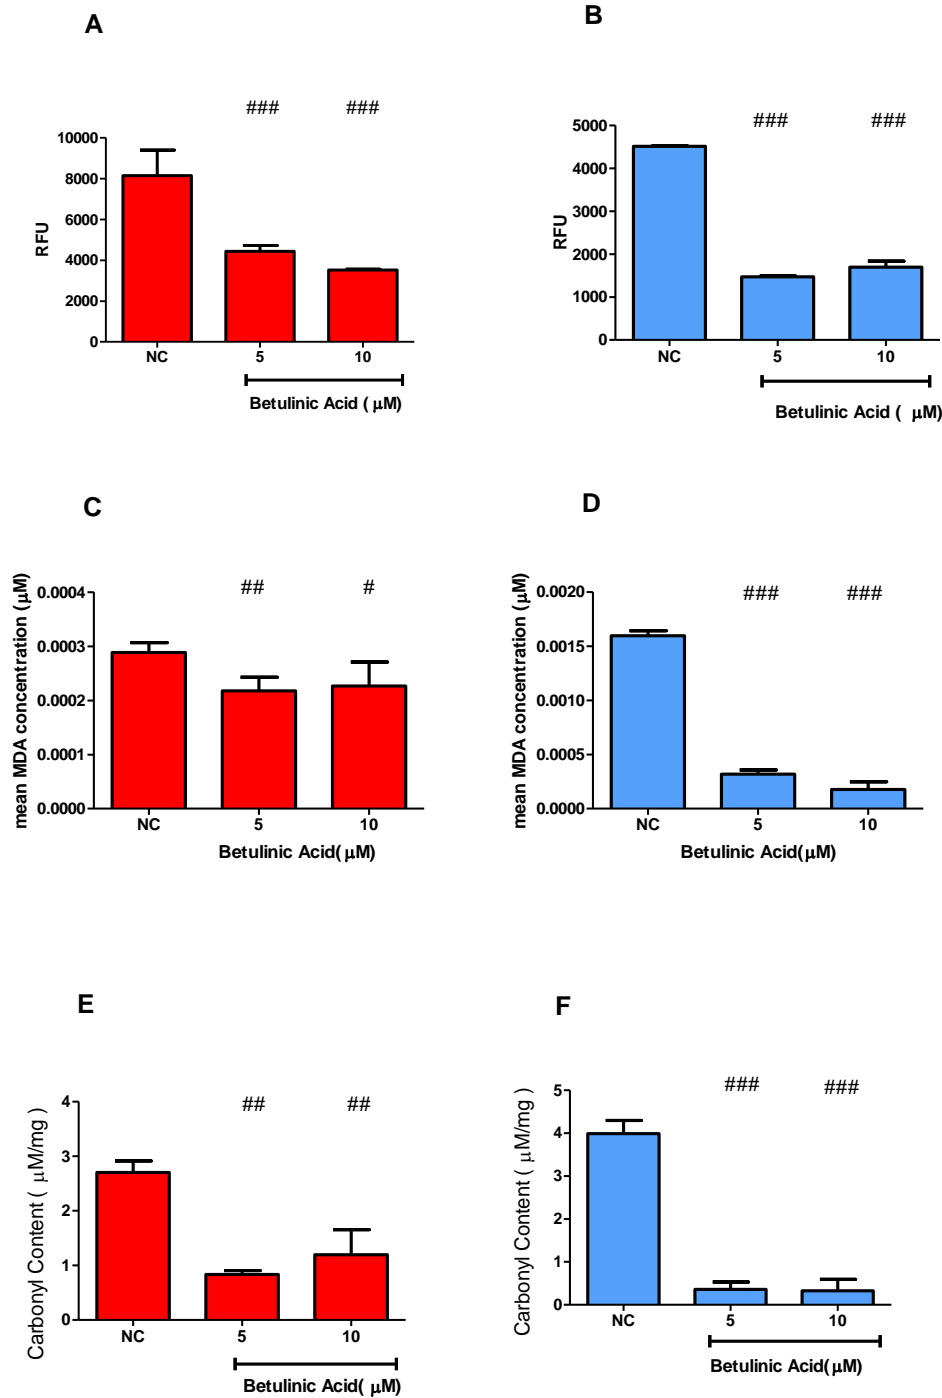 A
B
### ###
### ###
10000
8000
6000
4000
2000
0
RFU
NC 5 10
Betulinic Acid ( μM)
5000
4000
3000
2000
1000
0
RFU
NC 5 10
Betulinic Acid ( μM)
C
D
## #
### ###
0.0004
0.0003
0.0002
0.0001
0.0000
mean MDA concentration (μM)
NC 5 10
Betulinic Acid( μM)
0.0020
0.0015
0.0010
0.0005
0.0000
mean MDA concentration (μM)
NC 5 10
Betulinic Acid(μM)
E
F
## ##
### ###
4
3
2
1
0
Carbonyl Content ( μM/mg )
NC 5 10
Betulinic Acid( μM)
5
4
3
2
1
0
Carbonyl Content ( μM/mg )
NC 5 10
Betulinic Acid(μM)